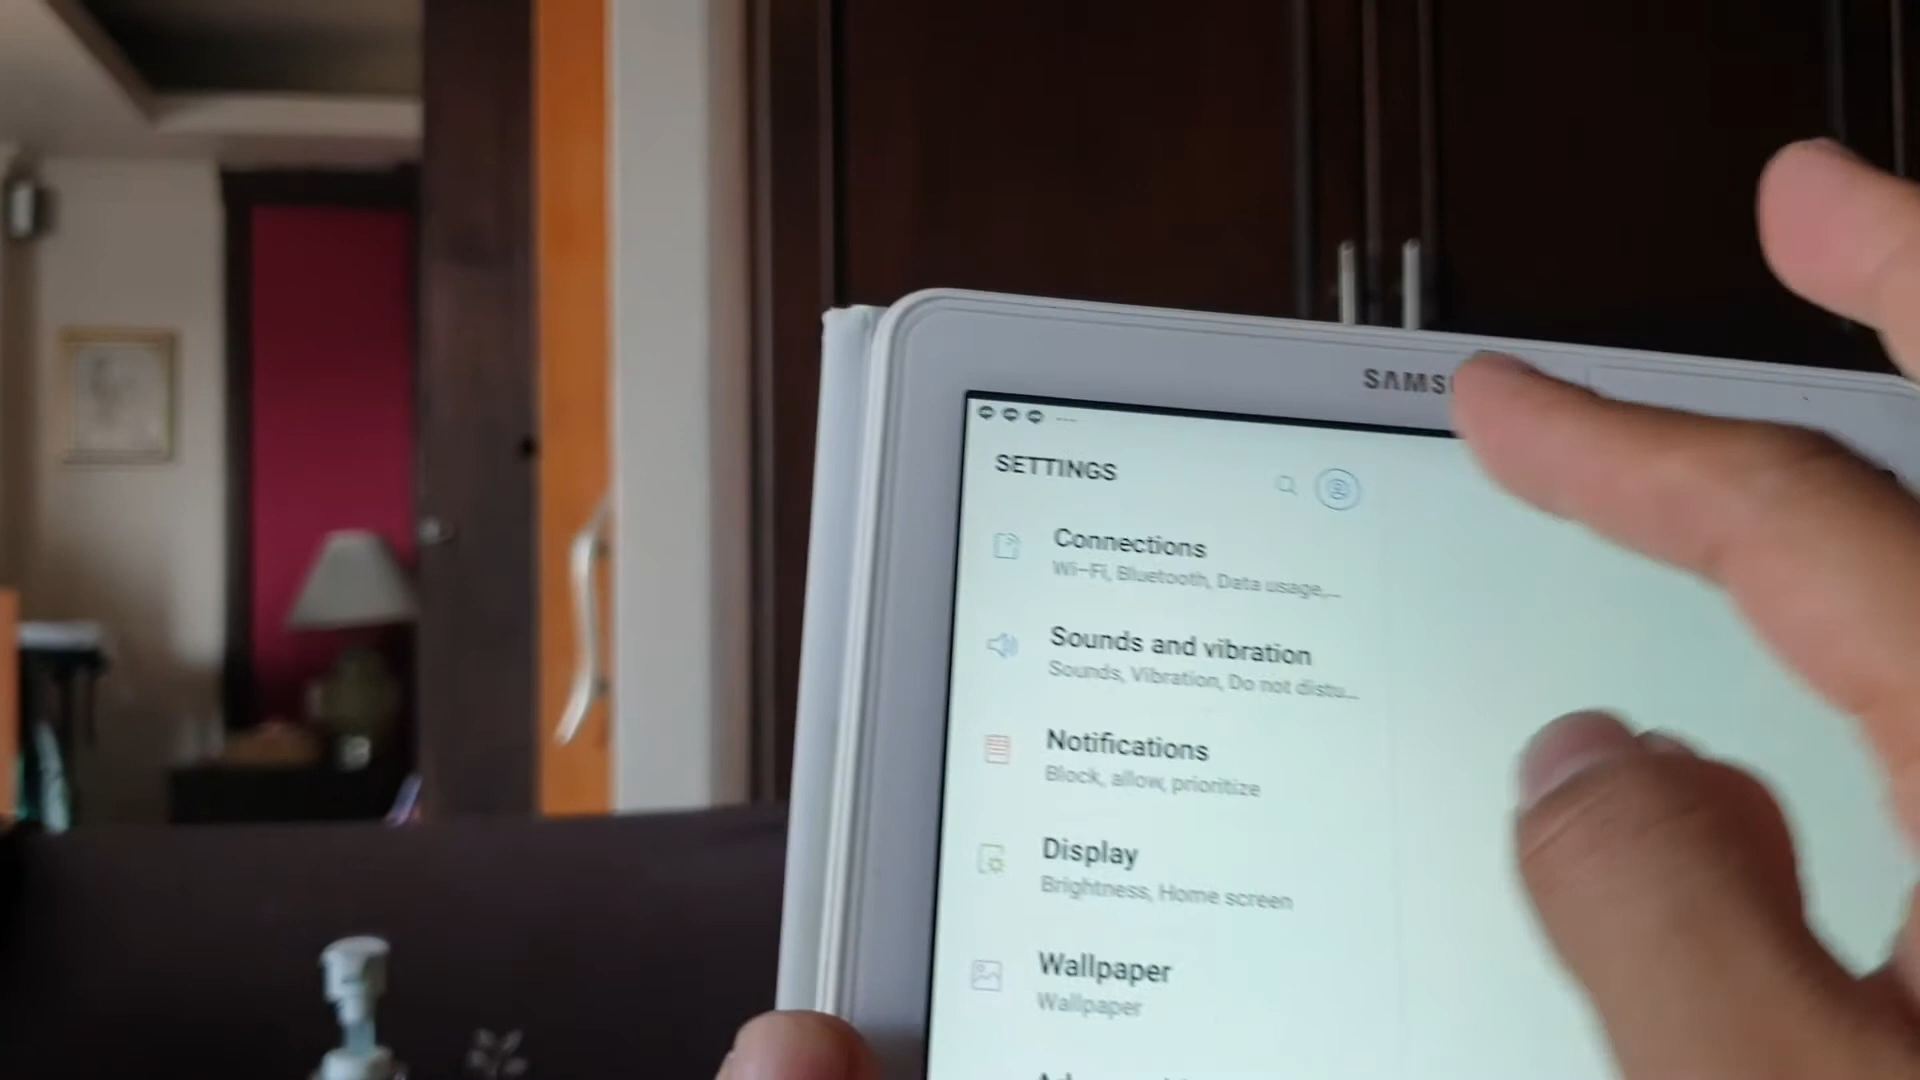 SAMS
SETTINGS
Connections
Wi-Fi, Bluetooth, Data usage,...
Sounds and vibration
Sounds, Vibration, Do not distu...
Notifications
Block, allow, prioritize
Display
Brightness, Home screen
Wallpaper
Wallpaper